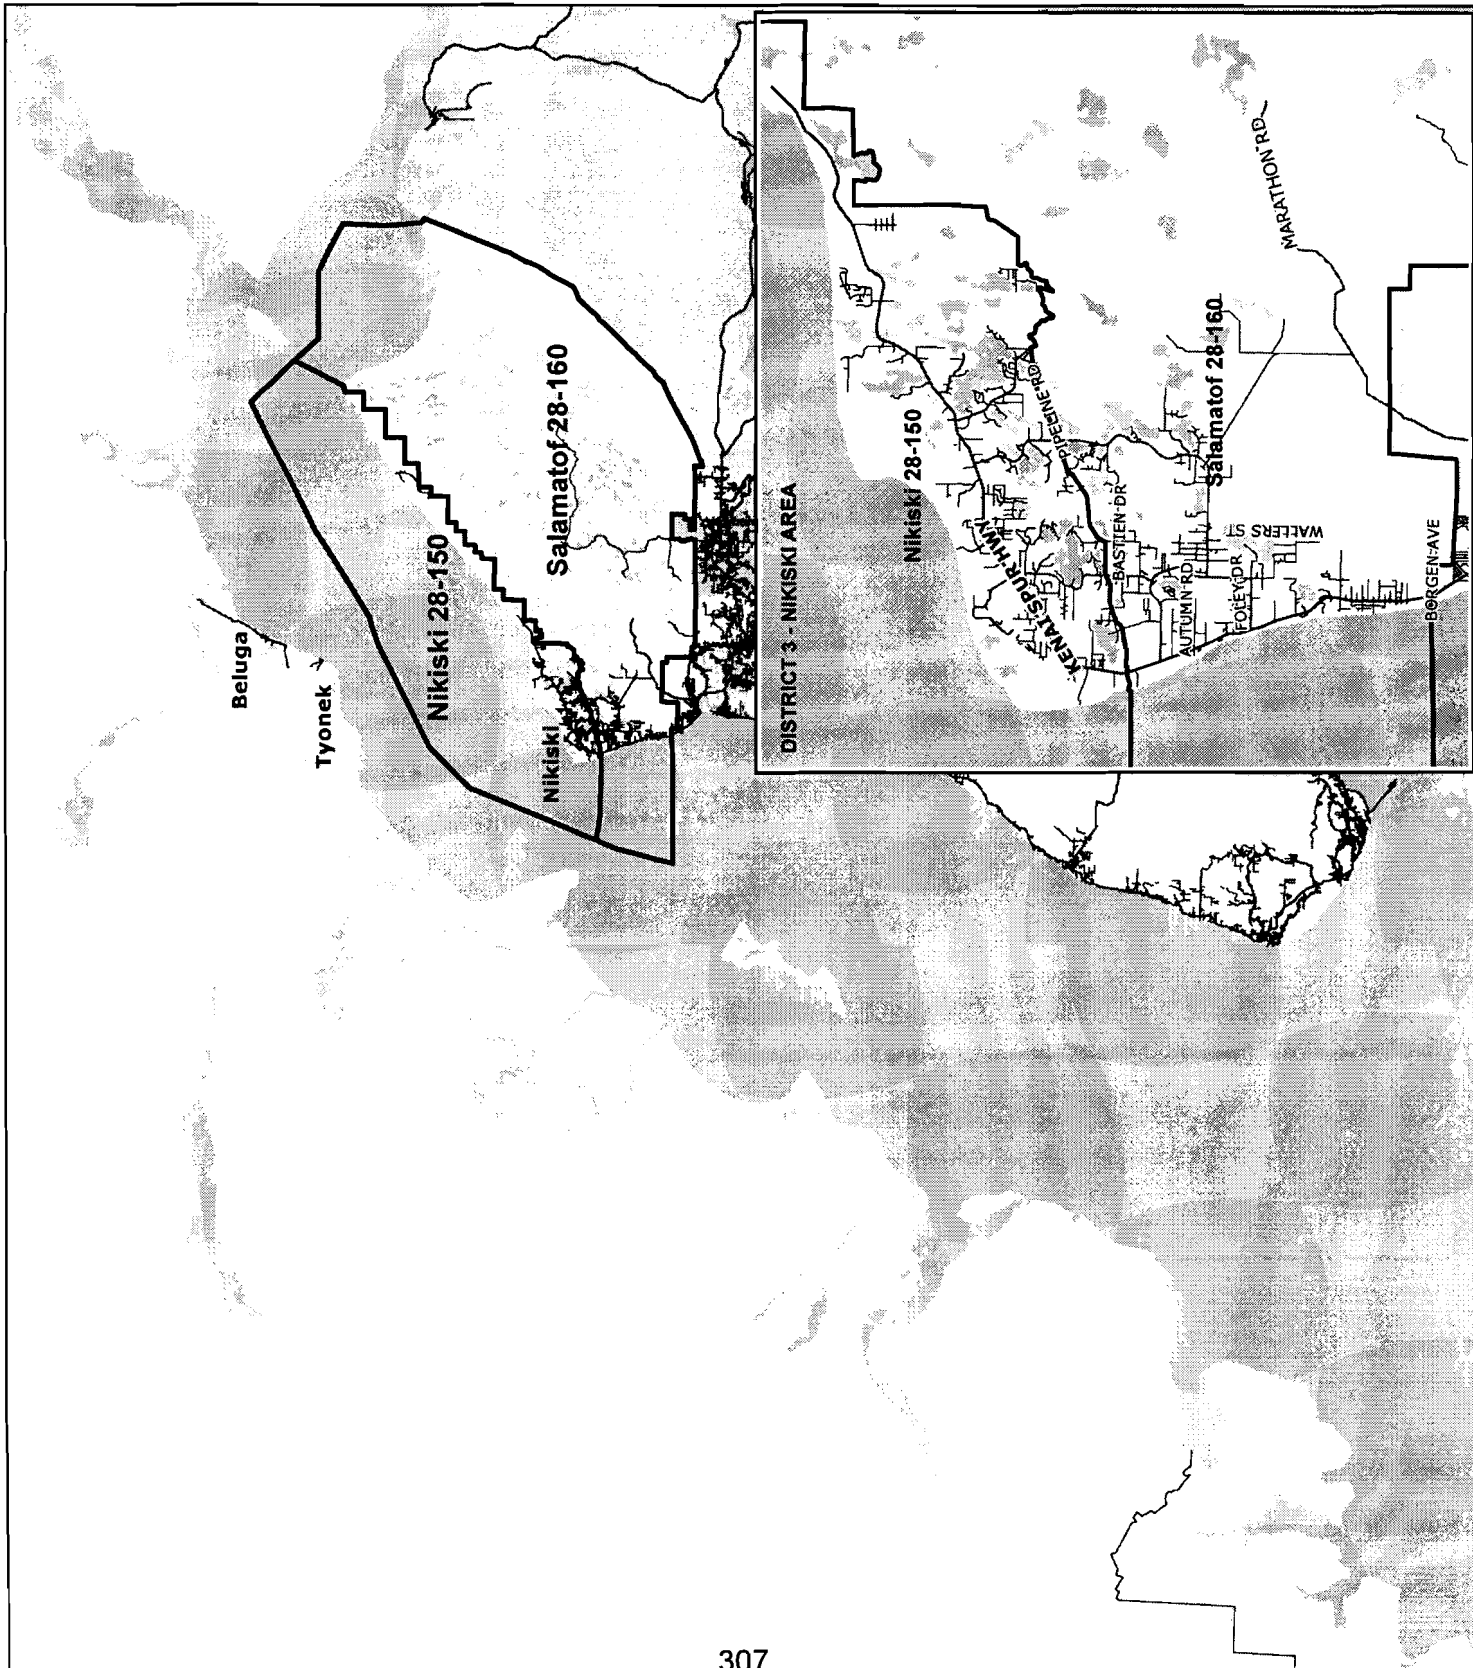 Beluga
Tyonek
Nikiski 28-150
Salamatof 28-160
Nikiski
DISTRICT 3 - NIKISKI AREA
Nikiski 28-150
KENAI SPUR HWY
PIPELINE RD
BASTIEN DR
AUTUMN RD
FOLEY DR
WALLERS ST
Salamatof 28-160
MARATHON RD
BORGEN AVE
307